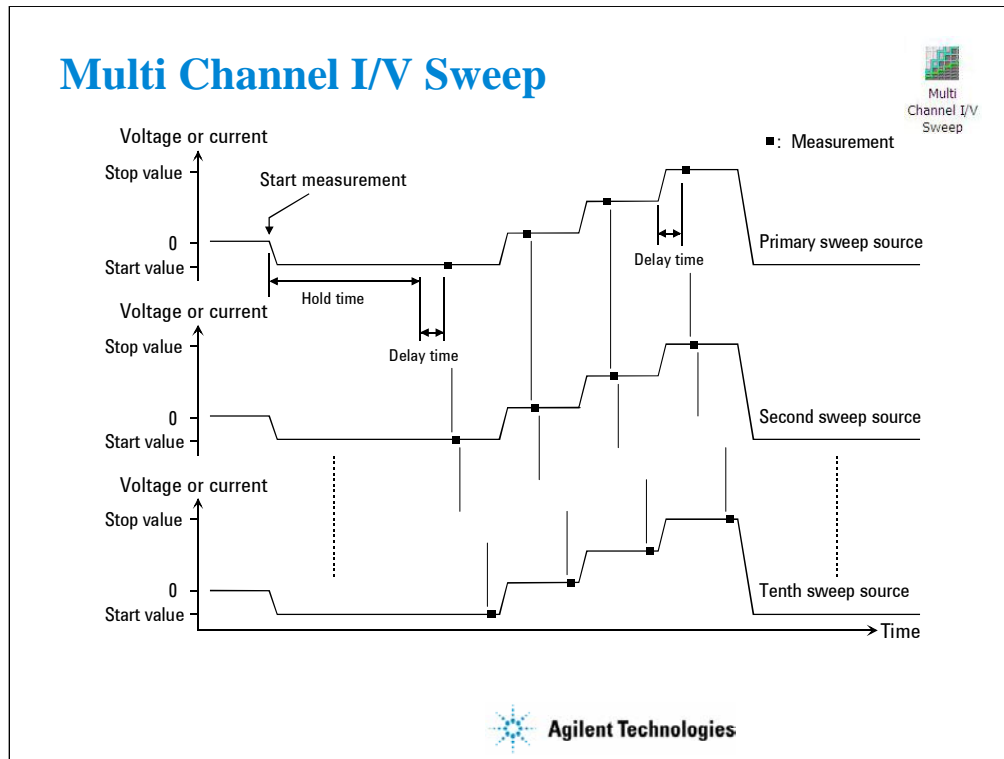 Multi Channel I/V Sweep
Multi
Channel I/V
Sweep
Voltage or current
■: Measurement
Stop value
Start measurement
0
Primary sweep source
Start value
Delay time
Hold time
Voltage or current
Stop value
Delay time
0
Second sweep source
Start value
Voltage or current
Stop value
0
Tenth sweep source
Start value
Time
Agilent Technologies